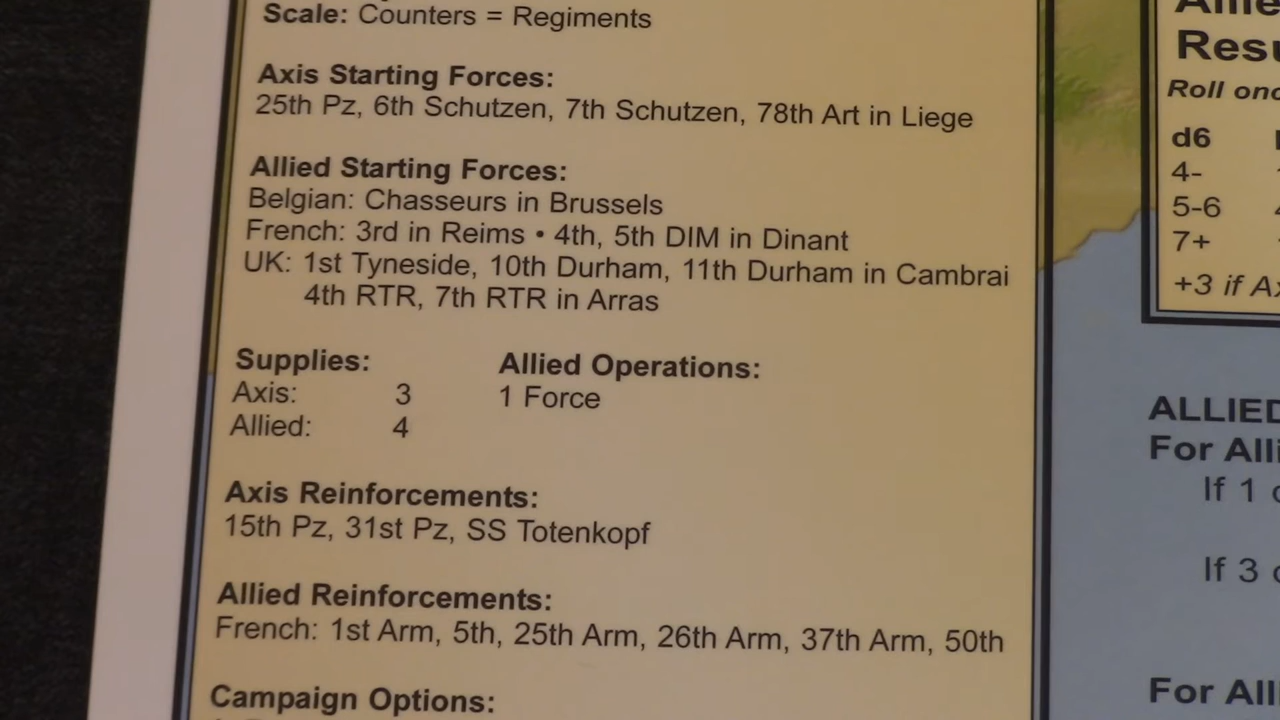 Scale: Counters = Regiments
Axis Starting Forces:
25th Pz, 6th Schutzen, 7th Schutzen, 78th Art in Liege
Allied Starting Forces:
Belgian: Chasseurs in Brussels
French: 3rd in Reims • 4th, 5th DIM in Dinant
UK: 1st Tyneside, 10th Durham, 11th Durham in Cambrai
4th RTR, 7th RTR in Arras
Supplies:
Axis: 3
Allied: 4
Allied Operations:
1 Force
Axis Reinforcements:
15th Pz, 31st Pz, SS Totenkopf
Allied Reinforcements:
French: 1st Arm, 5th, 25th Arm, 26th Arm, 37th Arm, 50th
Campaign Options:
Roll
d6
4-
5-6
7+
+3 if
ALLIED
For
If 1
If 3
For